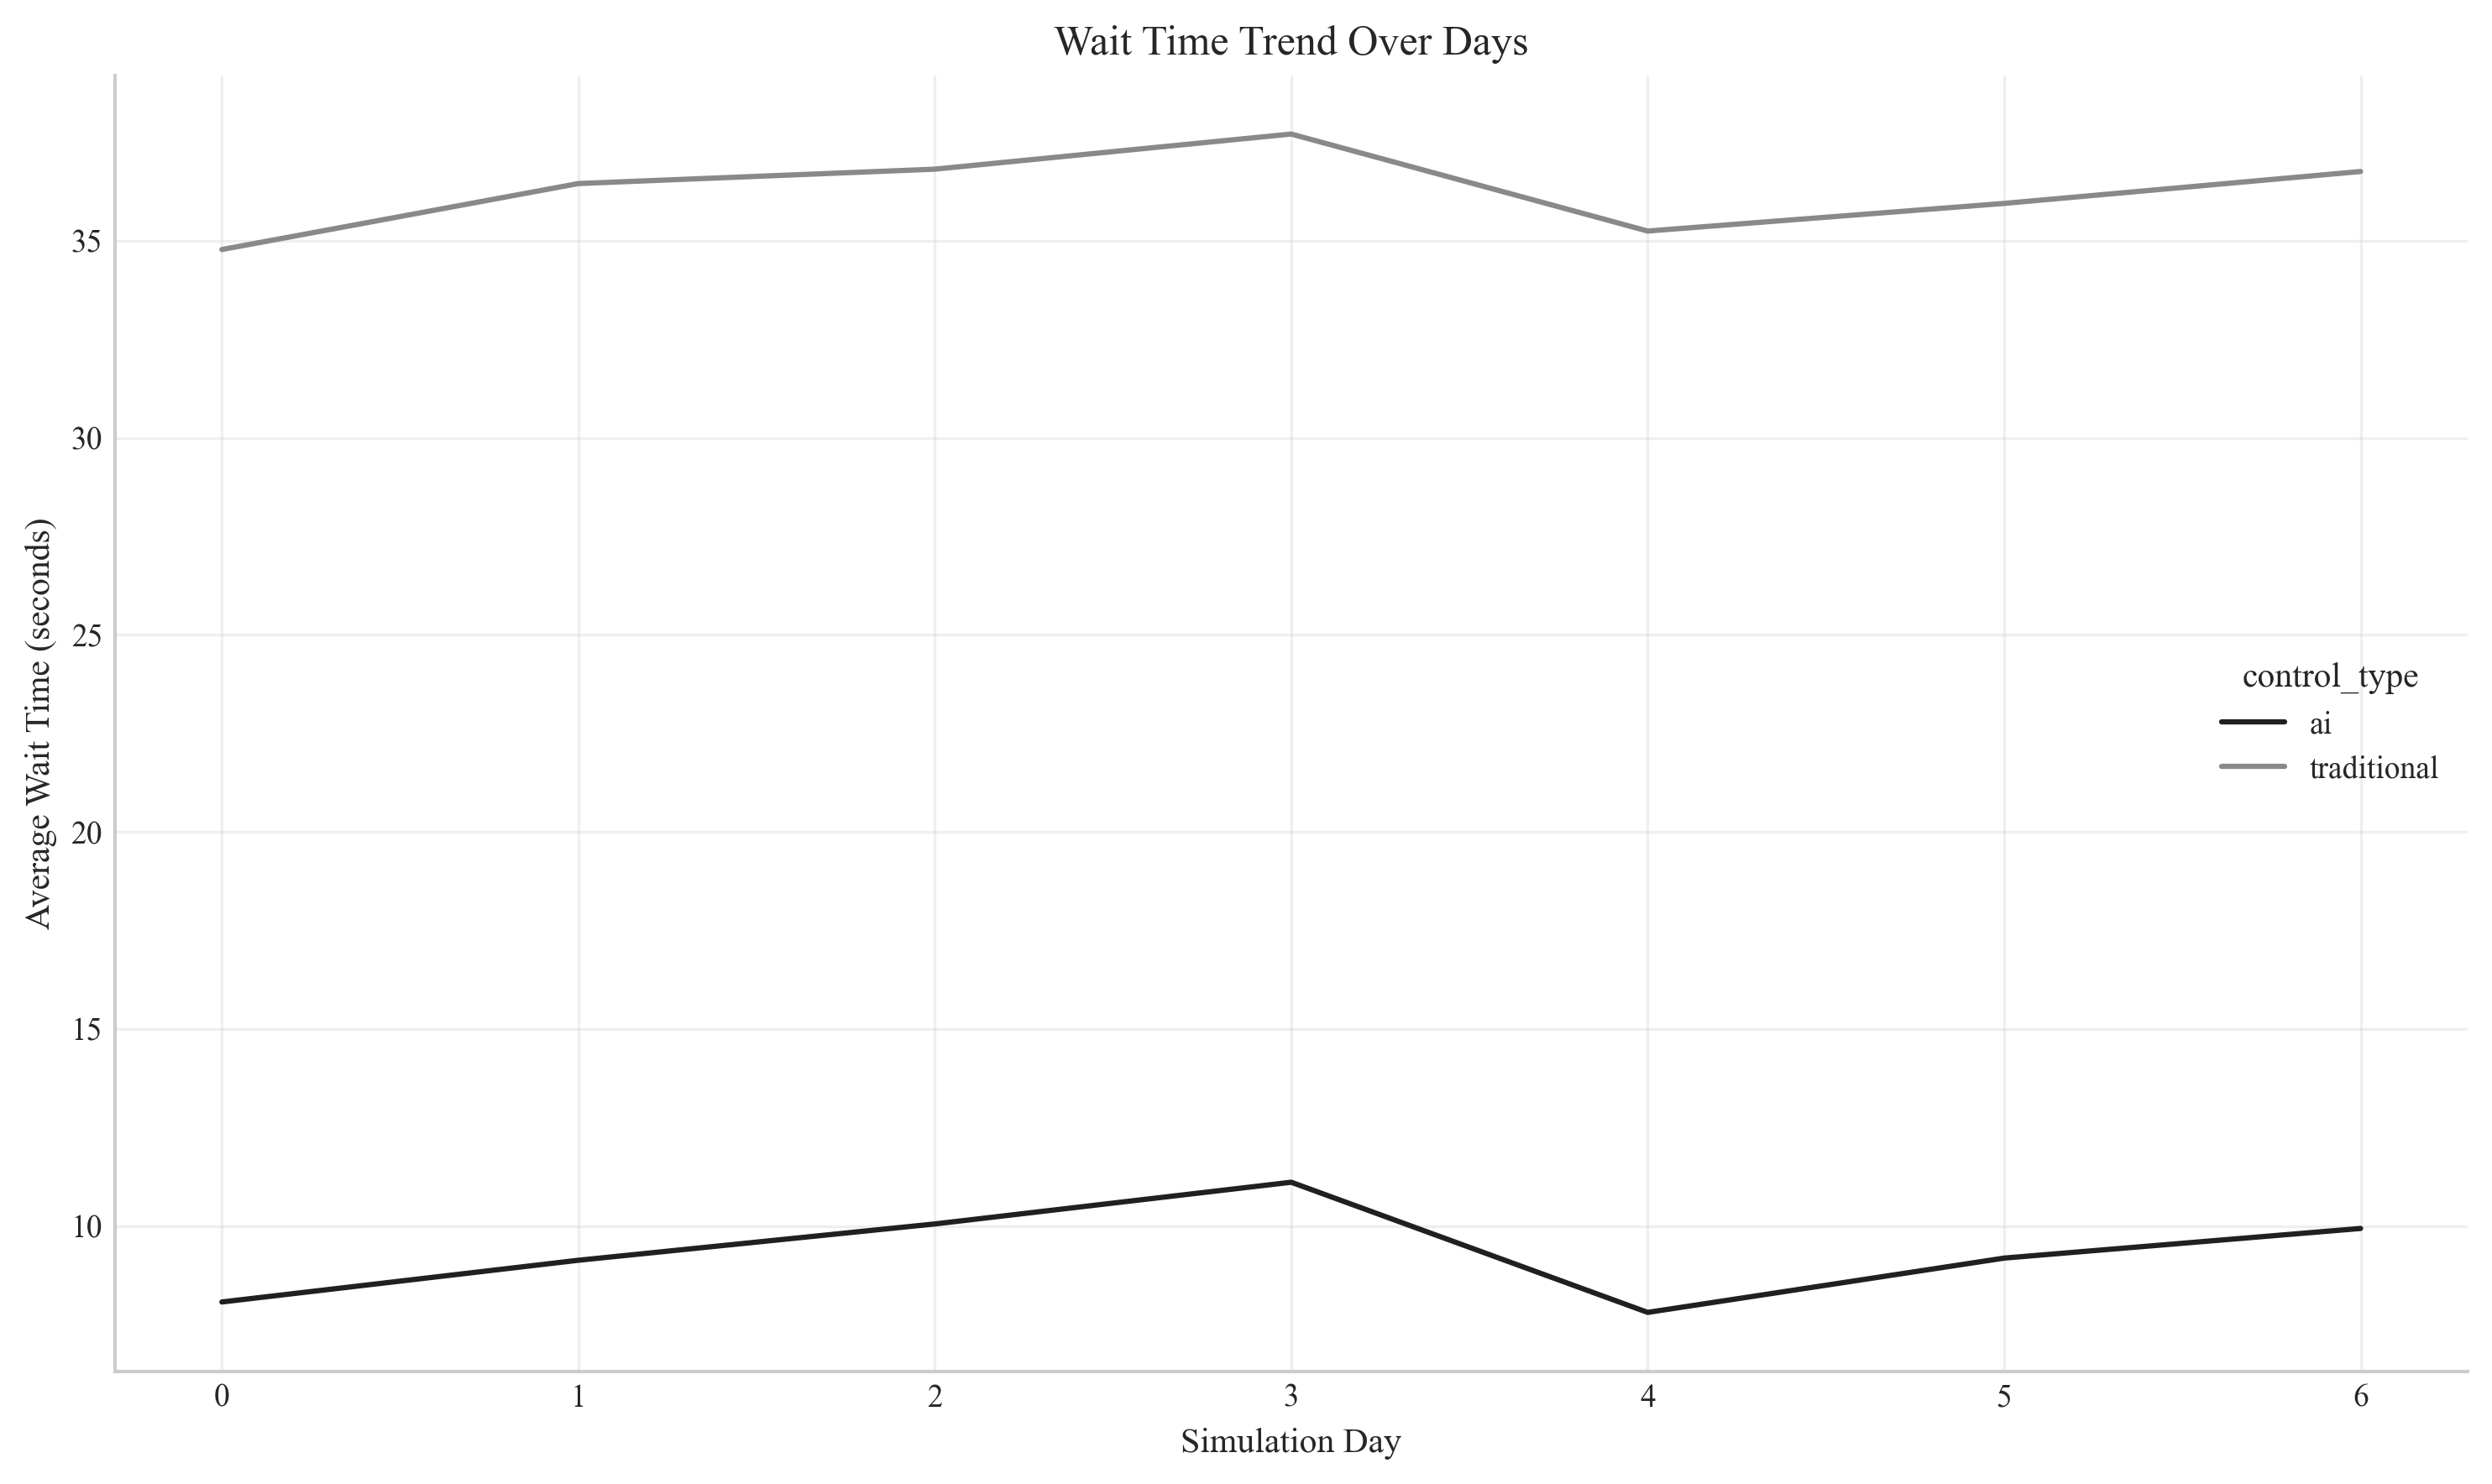 Wait Time Trend Over Days
Average Wait Time (seconds)
35
30
25
20
15
10
control_type
ai
traditional
0 1 2 3 4 5 6
Simulation Day